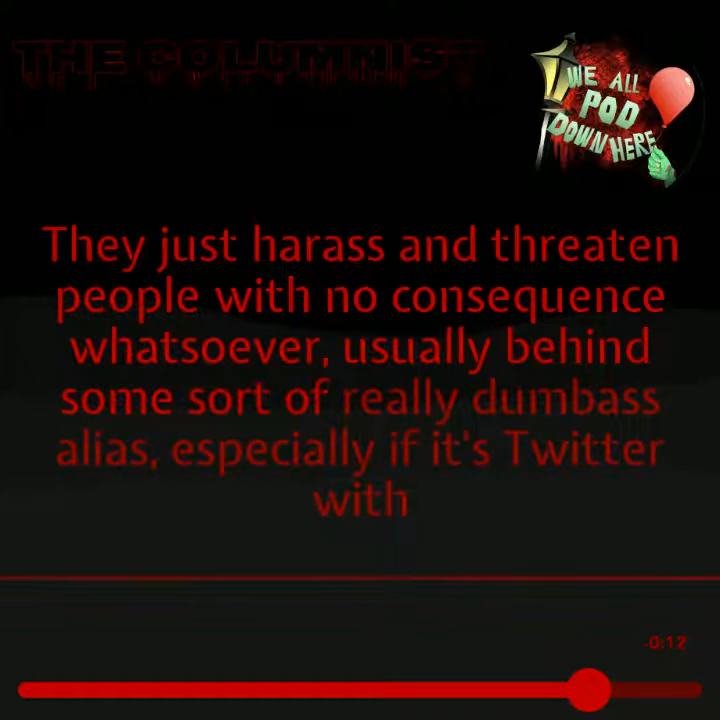 THE COLUMNIST
WE ALL
POD
DOWN HERE
They just harass and threaten
people with no consequence
whatsoever, usually behind
some sort of really dumbass
alias, especially if it's Twitter
with
-0:12